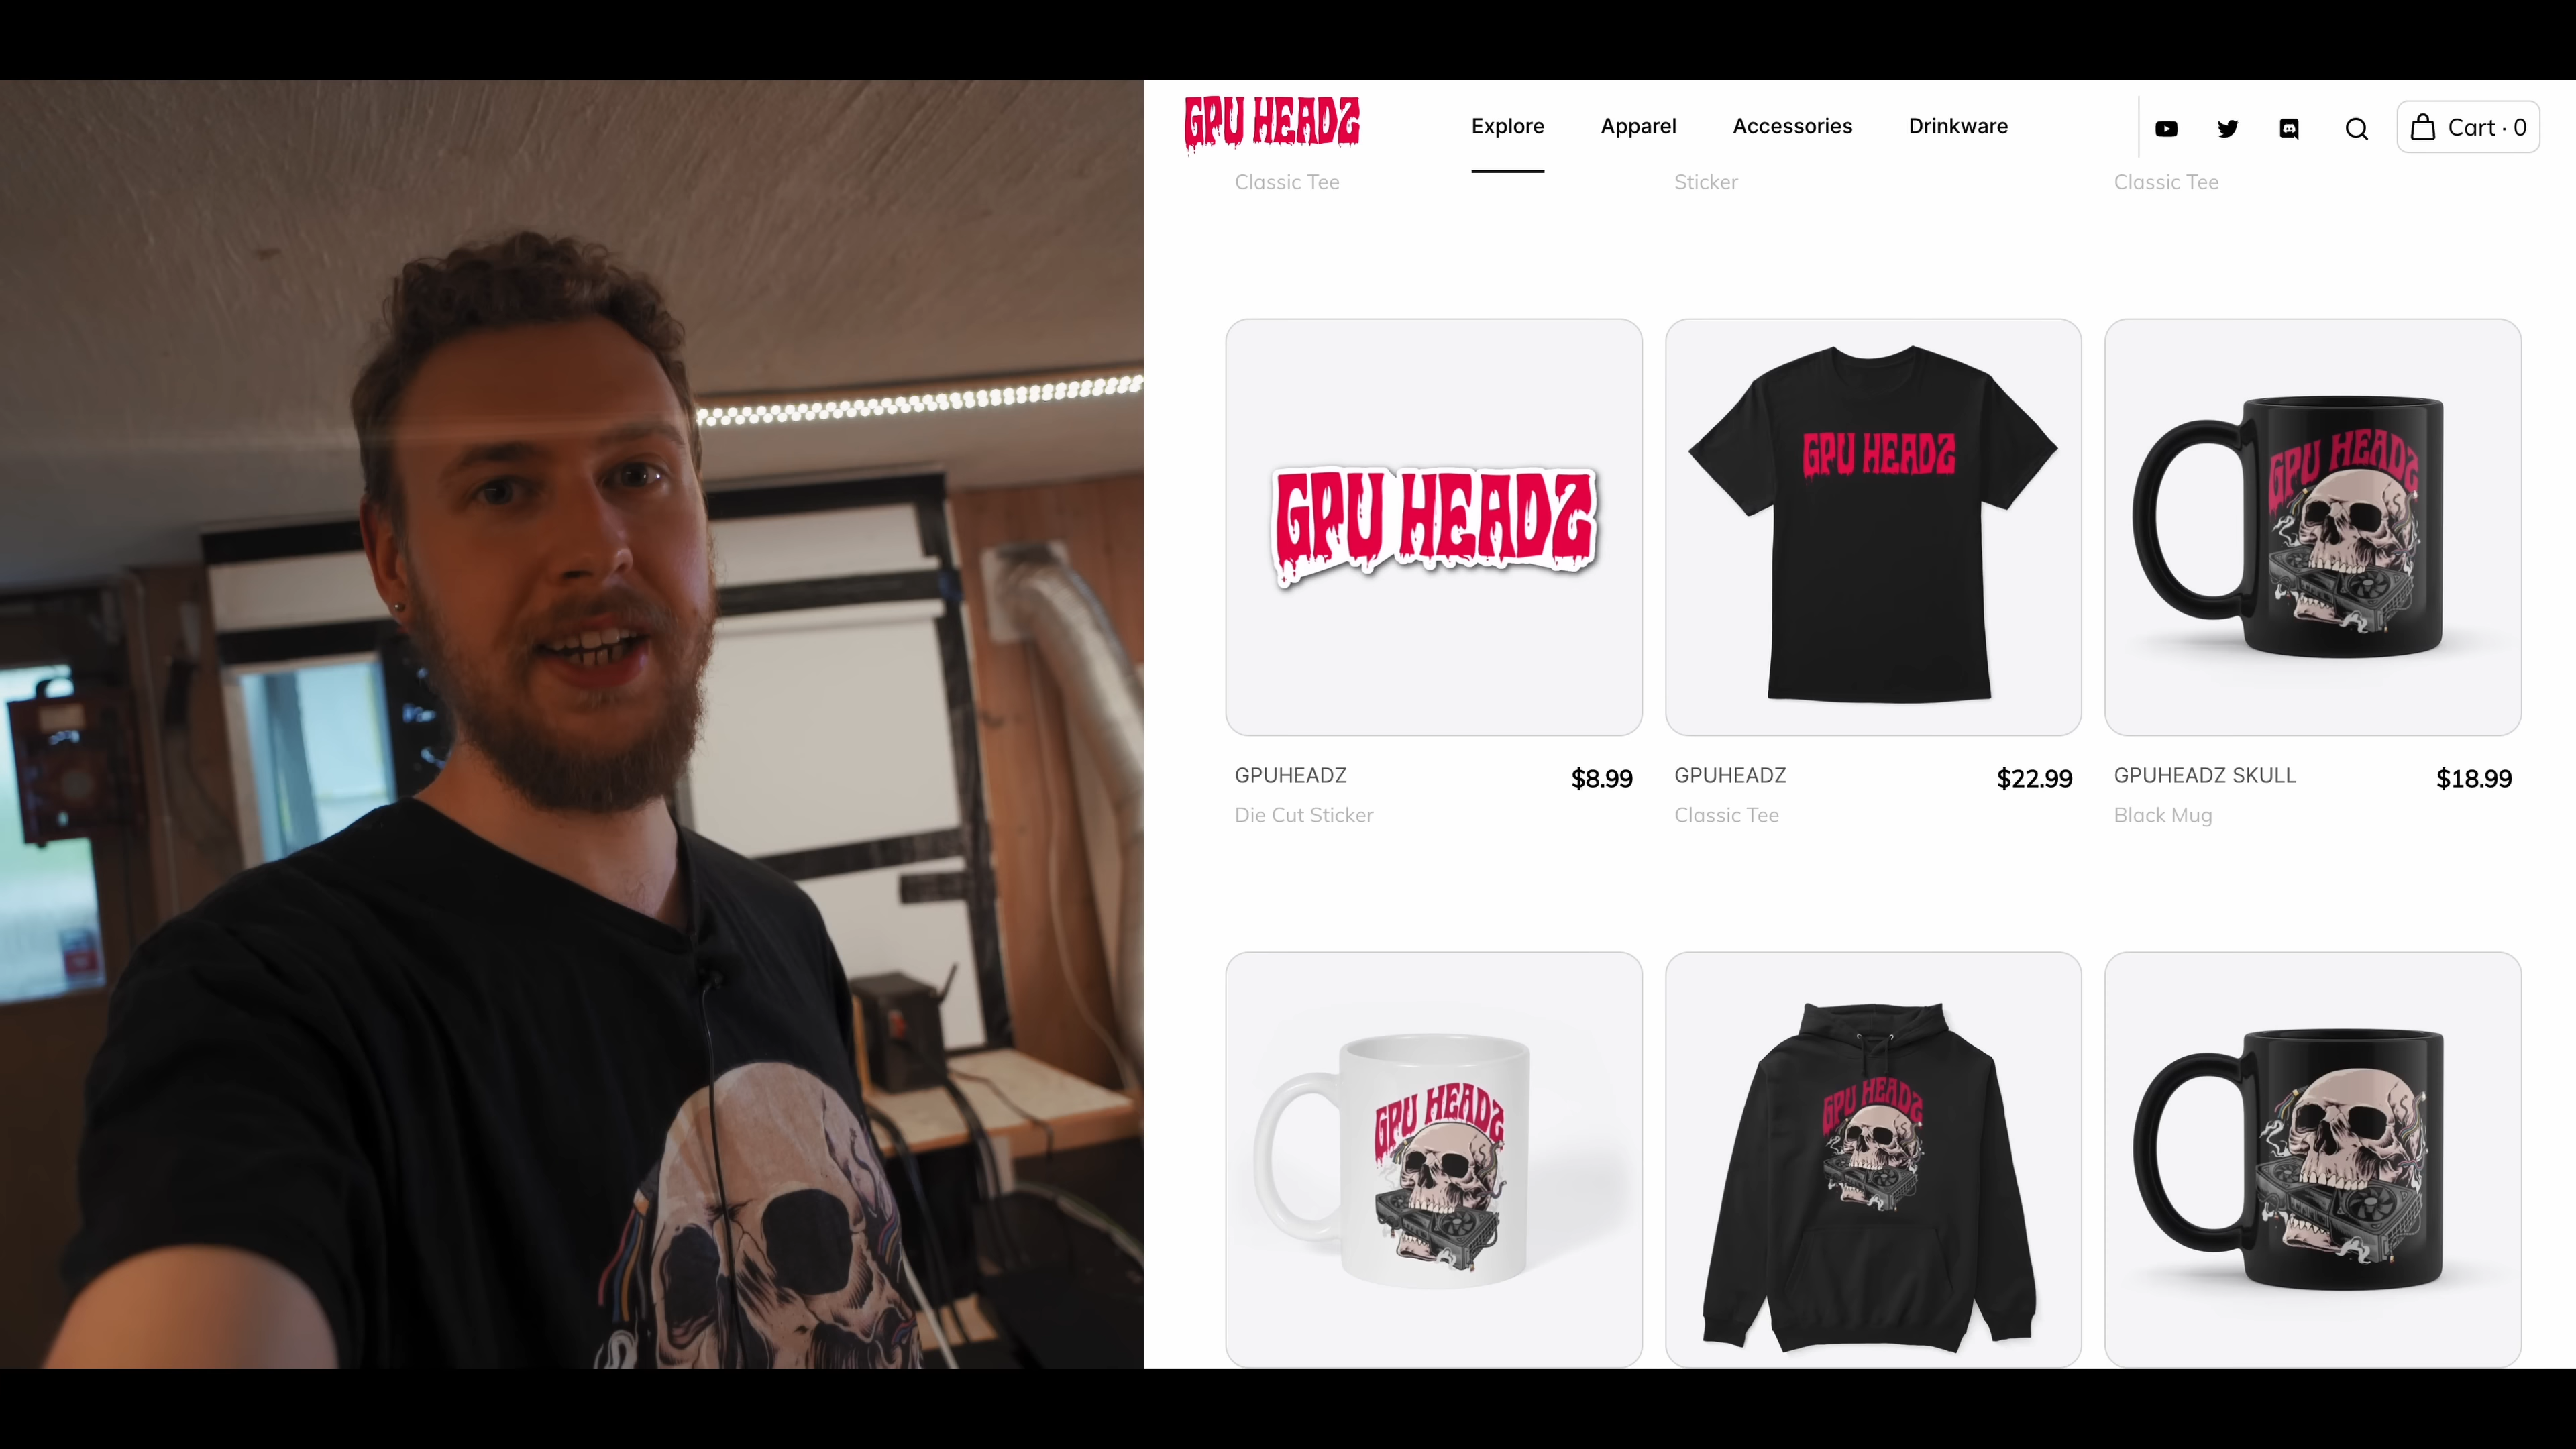 GPU HEADZ
Explore
Apparel
Accessories
Drinkware
Cart · 0
Classic Tee
Sticker
Classic Tee
GPU HEADZ
GPU HEADZ
GPU HEADZ
GPUHEADZ
$8.99
Die Cut Sticker
GPUHEADZ
$22.99
Classic Tee
GPUHEADZ SKULL
$18.99
Black Mug
GPU HEADZ
GPU HEADZ